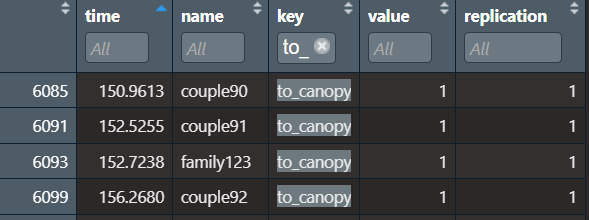 time name key value replication
All All to_ All All
6085 150.9613 couple90 to_canopy 1 1
6091 152.5255 couple91 to_canopy 1 1
6093 152.7238 family123 to_canopy 1 1
6099 156.2680 couple92 to_canopy 1 1